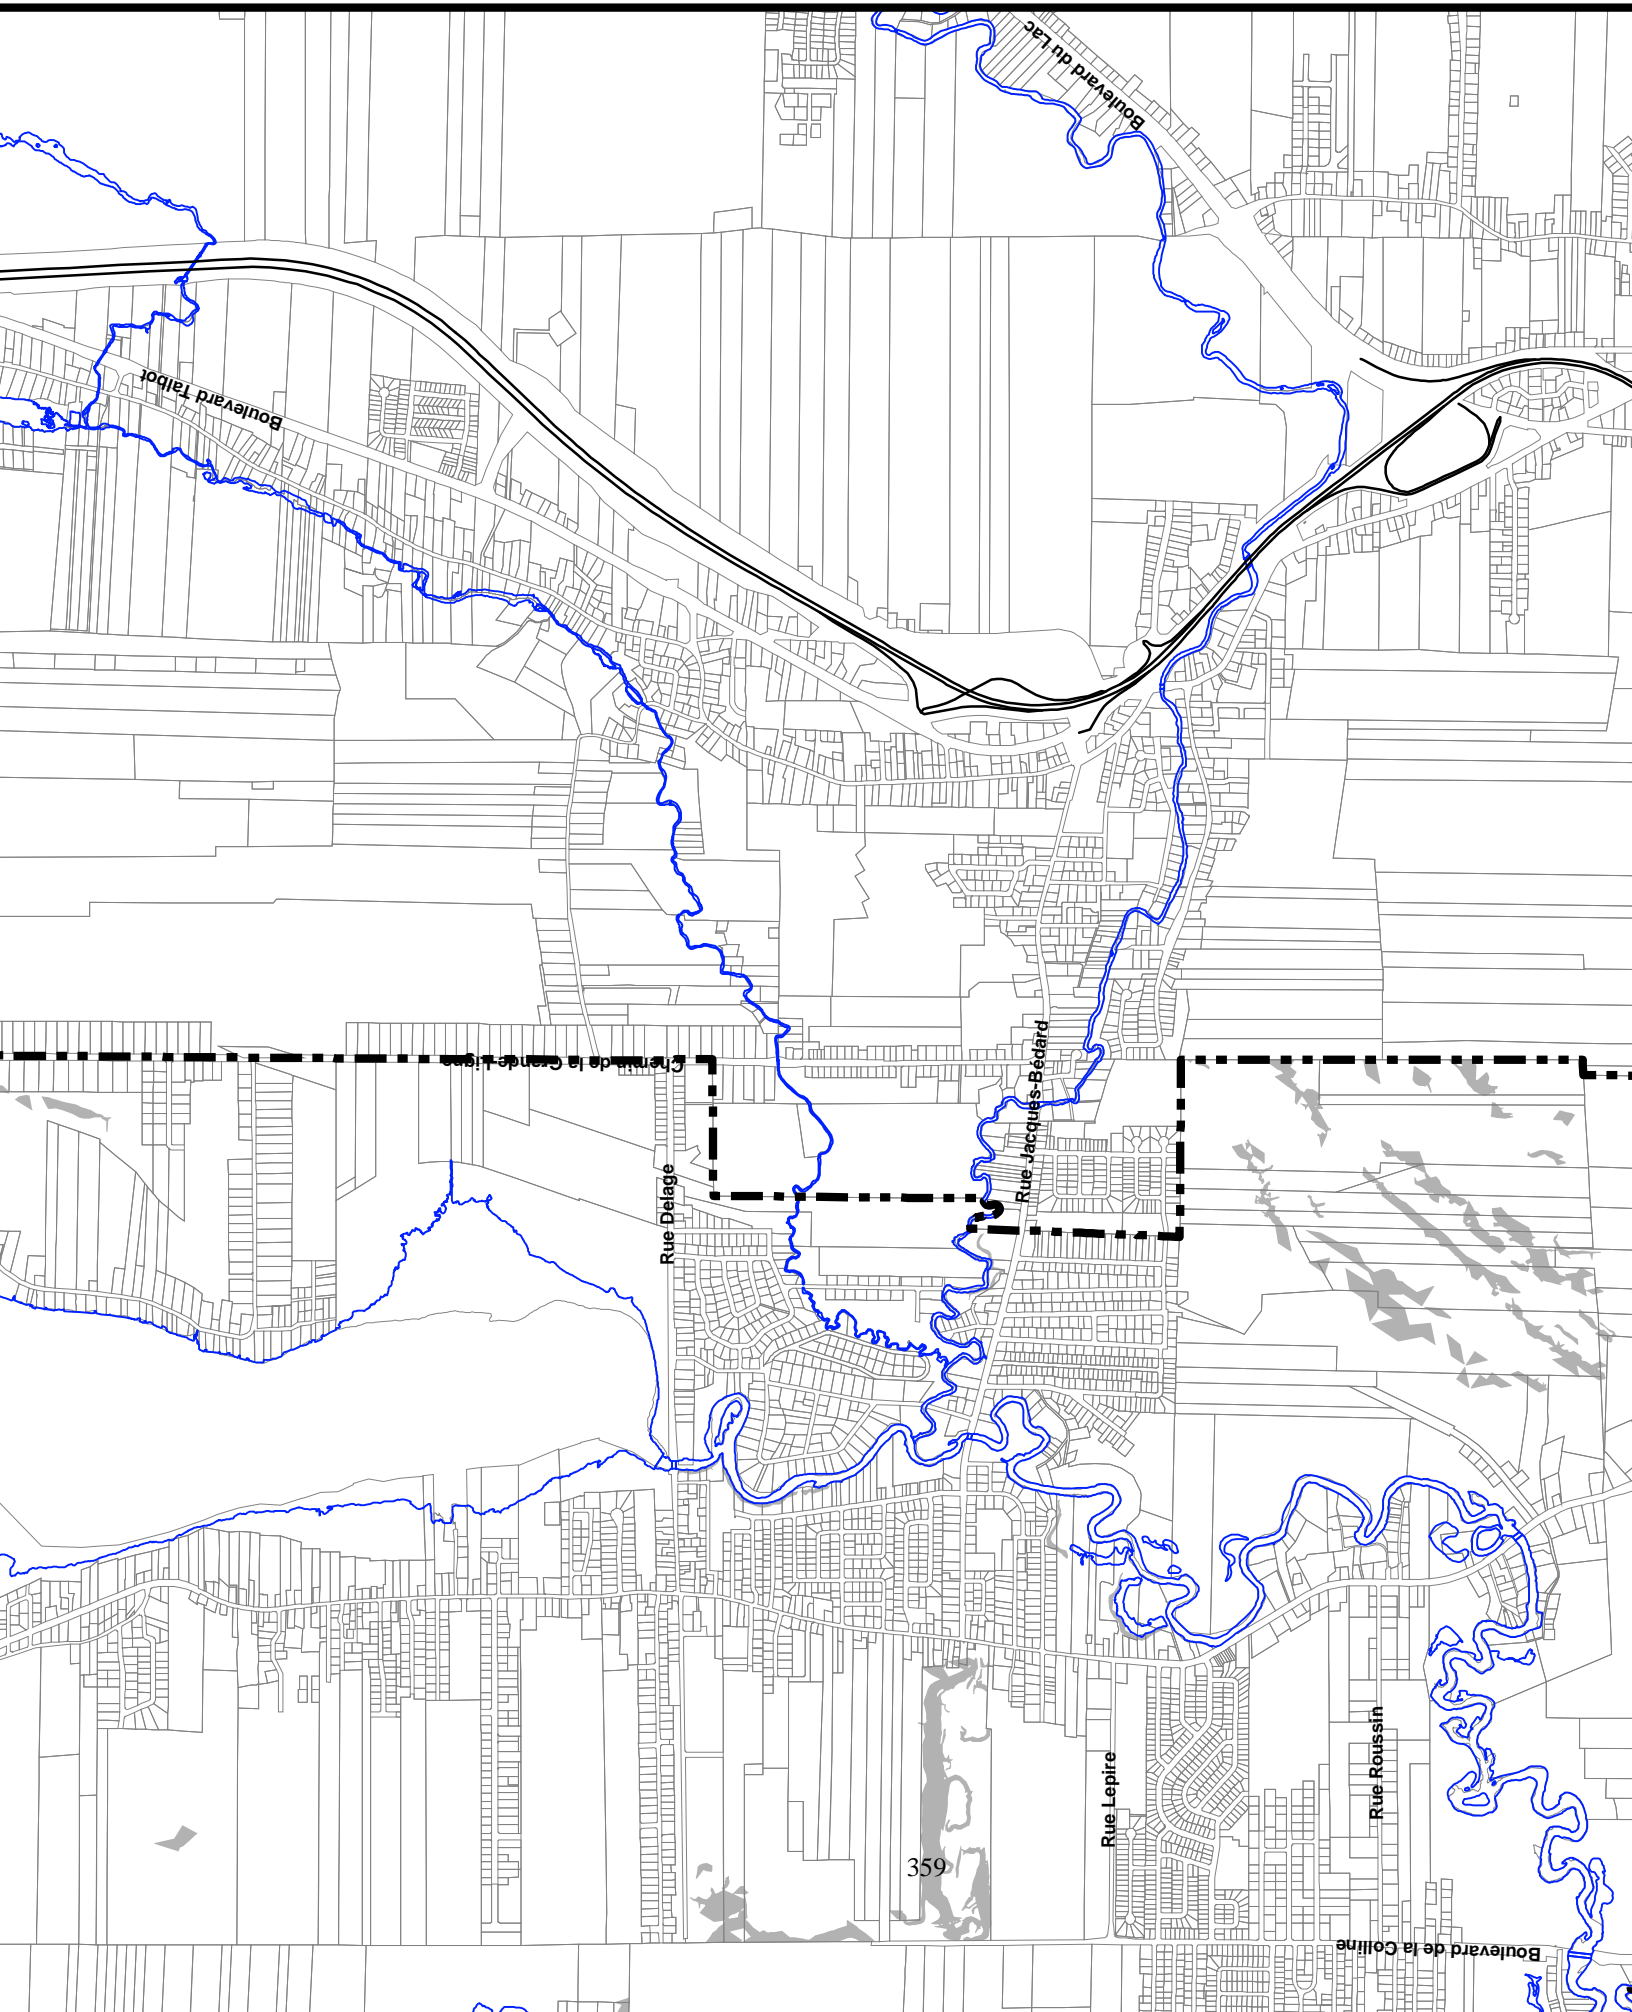 Boulevard du Lac
Boulevard Talbot
Chemin de la Grande-Ligne
Rue Jacques-Bédard
Rue Delage
Rue Roussin
Rue Lepire
359
Boulevard de la Colline